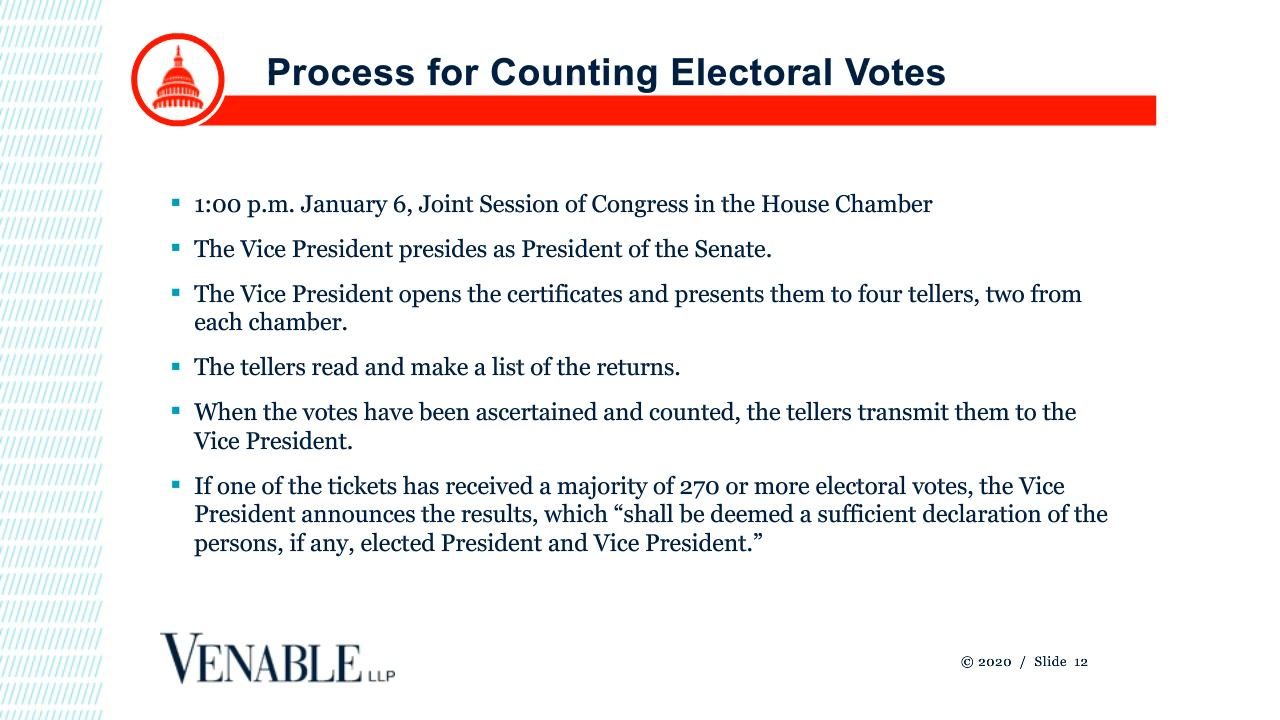 Process for Counting Electoral Votes
▪ 1:00 p.m. January 6, Joint Session of Congress in the House Chamber
▪ The Vice President presides as President of the Senate.
▪ The Vice President opens the certificates and presents them to four tellers, two from
each chamber.
▪ The tellers read and make a list of the returns.
▪ When the votes have been ascertained and counted, the tellers transmit them to the
Vice President.
▪ If one of the tickets has received a majority of 270 or more electoral votes, the Vice
President announces the results, which “shall be deemed a sufficient declaration of the
persons, if any, elected President and Vice President.”
VENABLE LLP
© 2020 / Slide 12